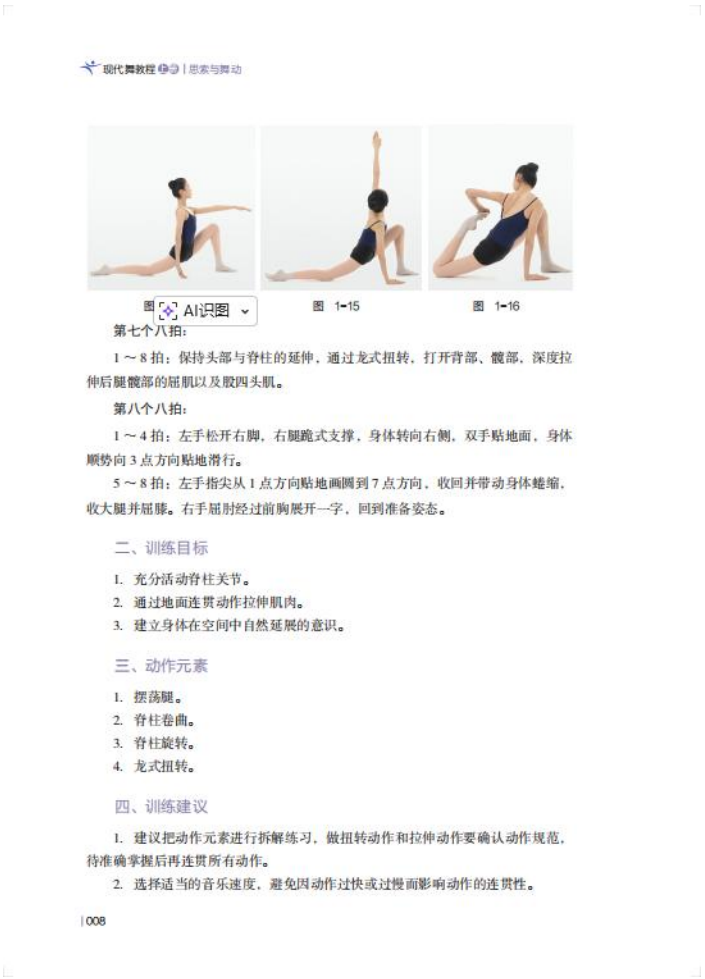 现代舞教程 上 | 思索与舞动
图
AI识图
图 1-15
图 1-16
第七个八拍：
1～8拍：保持头部与脊柱的延伸，通过龙式扭转，打开背部、髋部，深度拉
伸后腿髋部的屈肌以及股四头肌。
第八个八拍：
1～4拍：左手松开右脚，右腿跪式支撑，身体转向右侧，双手贴地面，身体
顺势向3点方向贴地滑行。
5～8拍：左手指尖从1点方向贴地画圆到7点方向，收回并带动身体蜷缩，
收大腿并屈膝。右手屈肘经过前胸展开一字，回到准备姿态。
二、训练目标
1. 充分活动脊柱关节。
2. 通过地面连贯动作拉伸肌肉。
3. 建立身体在空间中自然延展的意识。
三、动作元素
1. 摆荡腿。
2. 脊柱卷曲。
3. 脊柱旋转。
4. 龙式扭转。
四、训练建议
1. 建议把动作元素进行拆解练习，做扭转动作和拉伸动作要确认动作规范，
待准确掌握后再连贯所有动作。
2. 选择适当的音乐速度，避免因动作过快或过慢而影响动作的连贯性。
008